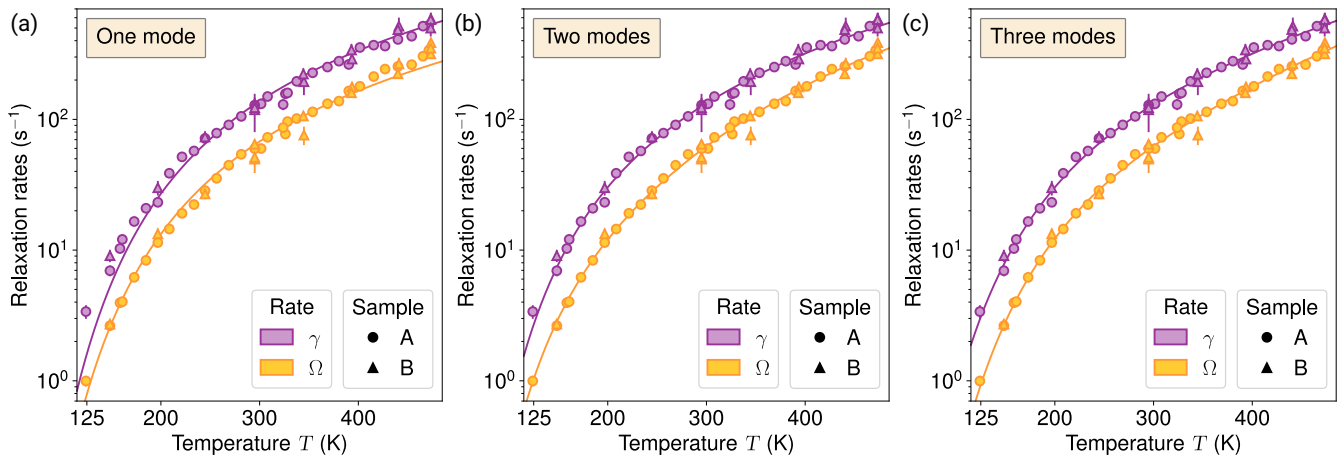 (a)
One mode
Relaxation rates (s⁻¹)
10²
10¹
10⁰
Rate
γ
Ω
Sample
A
B
125
200
300
400
Temperature T (K)
(b)
Two modes
Relaxation rates (s⁻¹)
10²
10¹
10⁰
Rate
γ
Ω
Sample
A
B
125
200
300
400
Temperature T (K)
(c)
Three modes
Relaxation rates (s⁻¹)
10²
10¹
10⁰
Rate
γ
Ω
Sample
A
B
125
200
300
400
Temperature T (K)